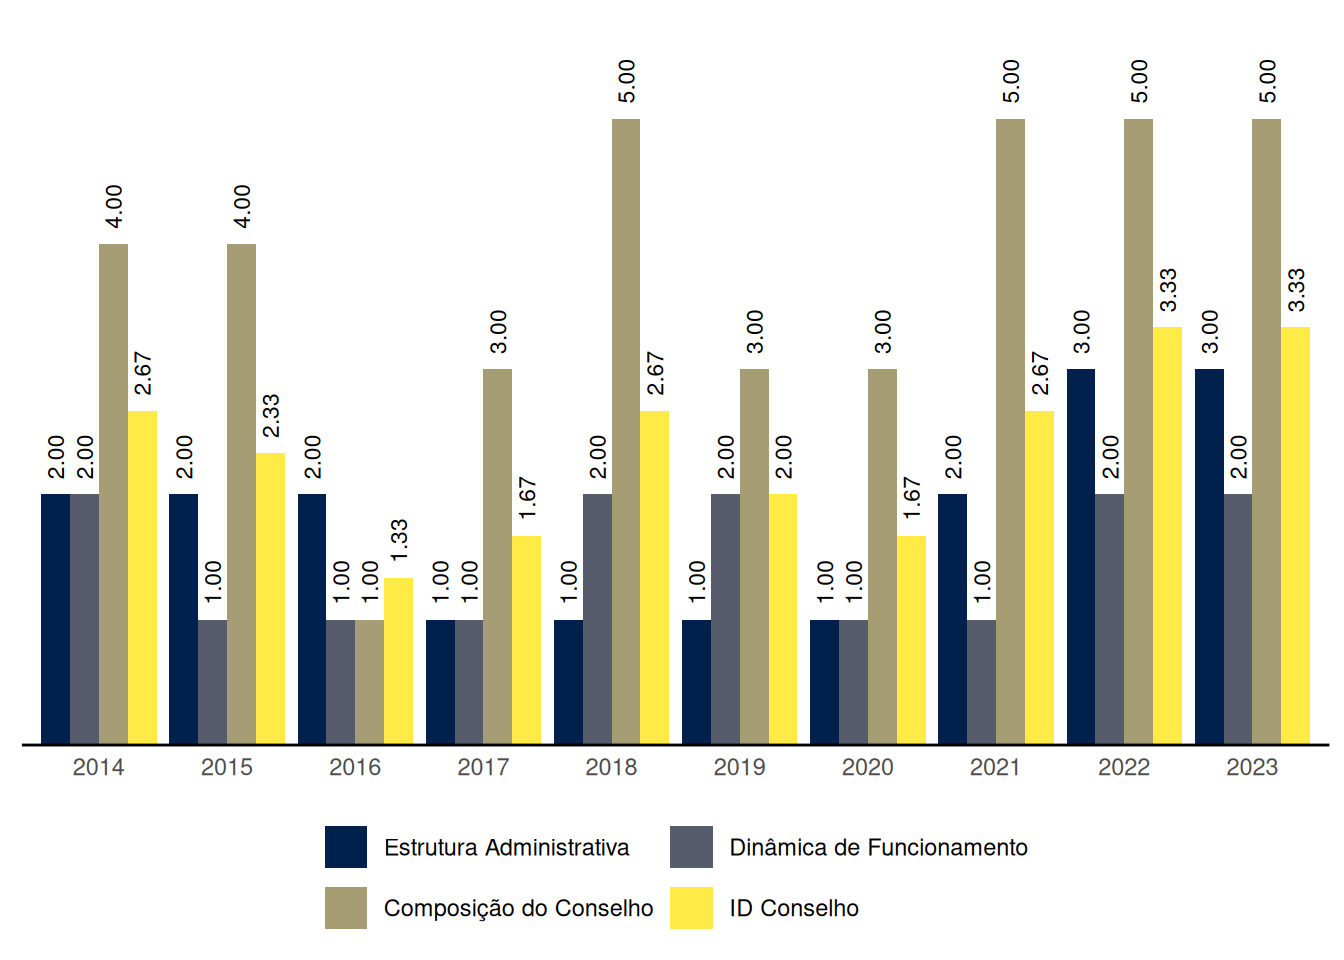 2.00 2.00 4.00 2.67
2.00 1.00 4.00 2.33
2.00 1.00 1.00 1.33
1.00 1.00 3.00 1.67
1.00 2.00 5.00 2.67
1.00 2.00 3.00 2.00
1.00 1.00 3.00 1.67
2.00 1.00 5.00 2.67
3.00 2.00 5.00 3.33
3.00 2.00 5.00 3.33
2014 2015 2016 2017 2018 2019 2020 2021 2022 2023
Estrutura Administrativa Dinâmica de Funcionamento
Composição do Conselho ID Conselho